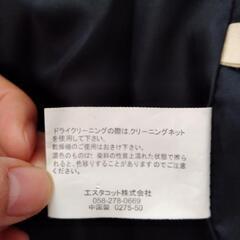 ドライクリーニングの際は、クリーニングネット
を使用して下さい。
乾燥機のご使用はおさけ下さい。
濃色のものは、染料の性質と濡れた状態で擦ら
れると、色移りすることがありますのでご注意
下さい。
エスタコット株式会社
058-278-0669
中国製 0275-50